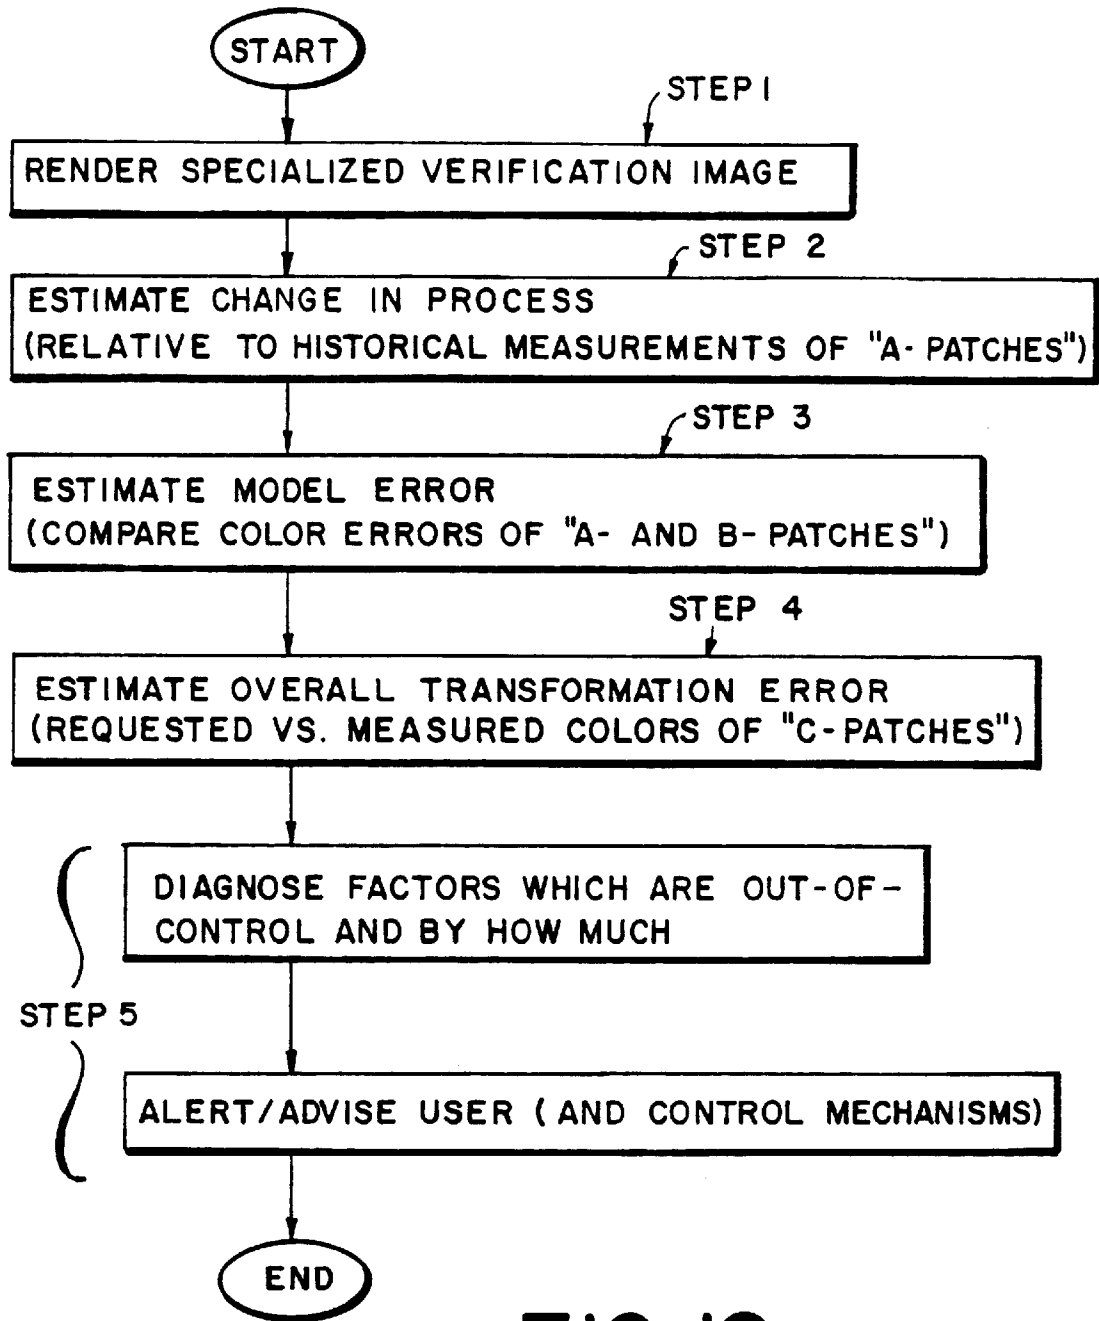 START
STEP 1
RENDER SPECIALIZED VERIFICATION IMAGE
STEP 2
ESTIMATE CHANGE IN PROCESS
(RELATIVE TO HISTORICAL MEASUREMENTS OF "A- PATCHES")
STEP 3
ESTIMATE MODEL ERROR
(COMPARE COLOR ERRORS OF "A- AND B- PATCHES")
STEP 4
ESTIMATE OVERALL TRANSFORMATION ERROR
(REQUESTED VS. MEASURED COLORS OF "C-PATCHES")
DIAGNOSE FACTORS WHICH ARE OUT-OF-
CONTROL AND BY HOW MUCH
STEP 5
ALERT/ADVISE USER (AND CONTROL MECHANISMS)
END